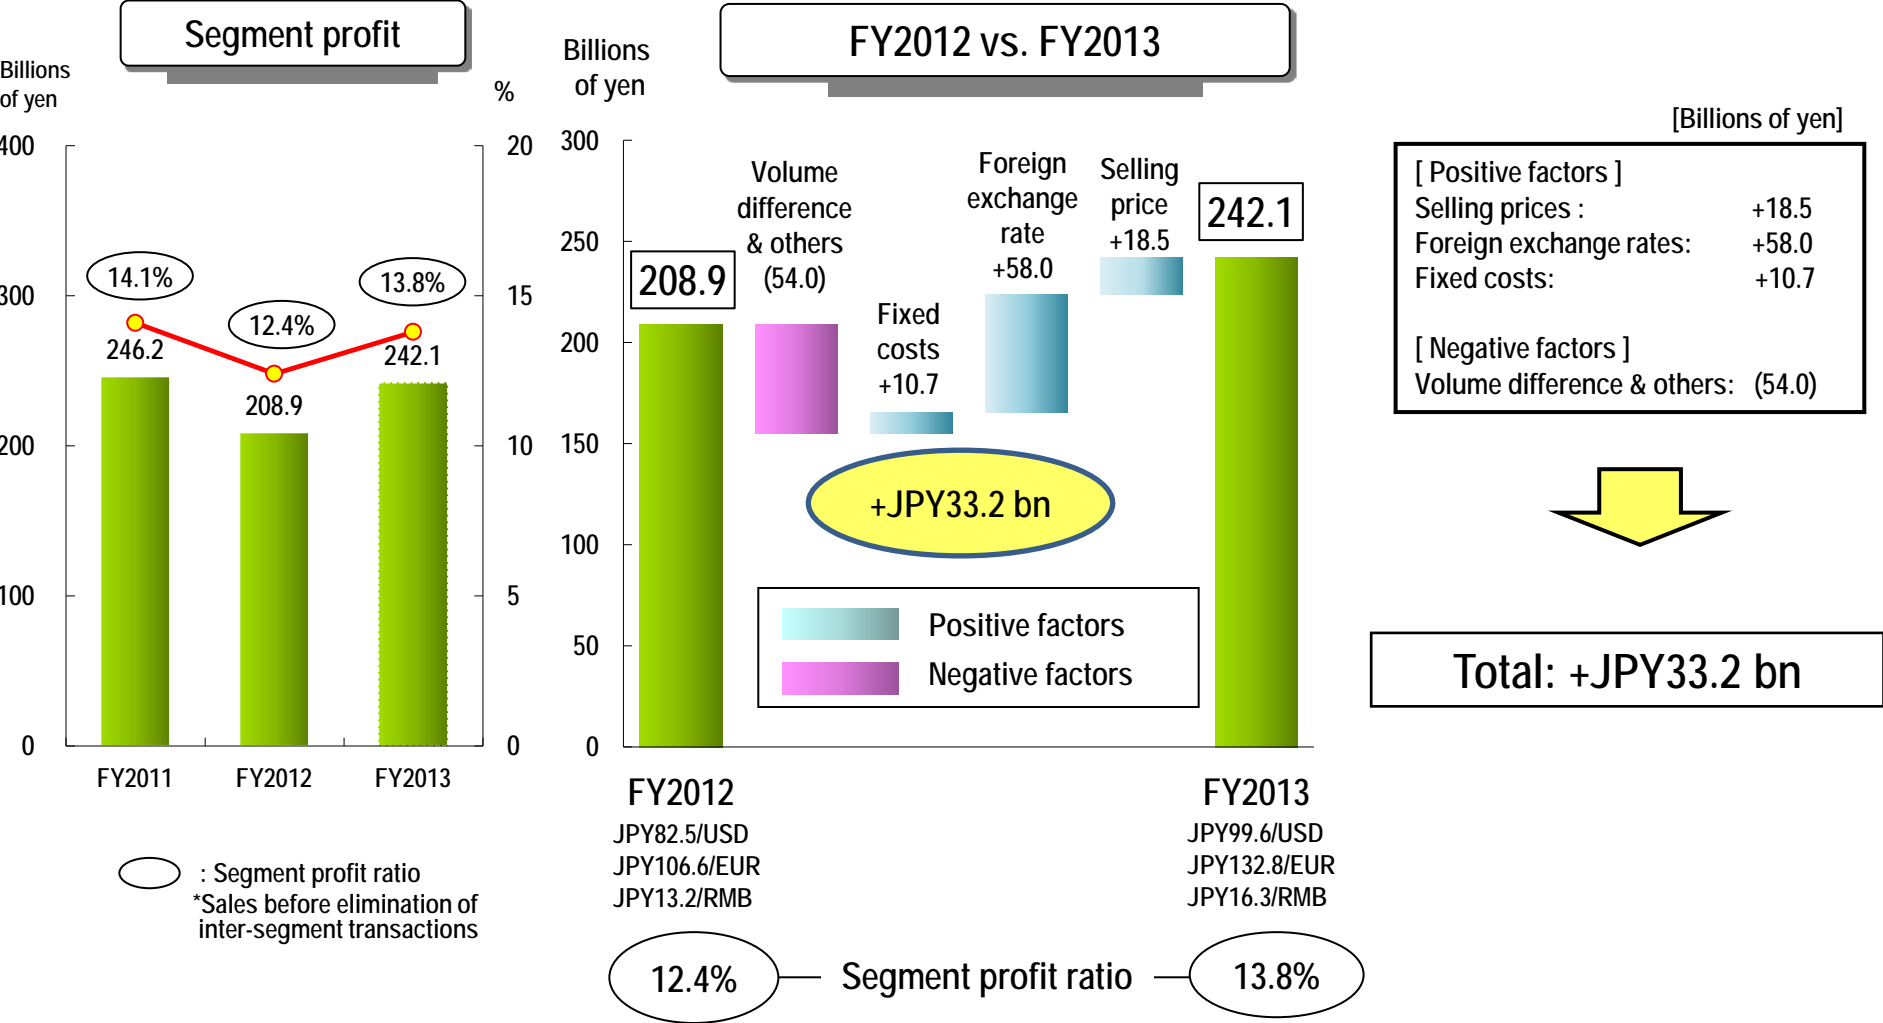 Segment profit
Billions
of yen
%
400
300
200
100
0
20
15
10
5
0
14.1%
12.4%
13.8%
246.2
208.9
242.1
FY2011
FY2012
FY2013
: Segment profit ratio
*Sales before elimination of
inter-segment transactions
FY2012 vs. FY2013
Billions
of yen
300
250
200
150
100
50
0
208.9
Volume
difference
& others
(54.0)
Fixed
costs
+10.7
Foreign
exchange
rate
+58.0
Selling
price
+18.5
242.1
+JPY33.2 bn
Positive factors
Negative factors
FY2012
JPY82.5/USD
JPY106.6/EUR
JPY13.2/RMB
FY2013
JPY99.6/USD
JPY132.8/EUR
JPY16.3/RMB
12.4%
Segment profit ratio
13.8%
[Billions of yen]
[ Positive factors ]
Selling prices : +18.5
Foreign exchange rates: +58.0
Fixed costs: +10.7
[ Negative factors ]
Volume difference & others: (54.0)
Total: +JPY33.2 bn